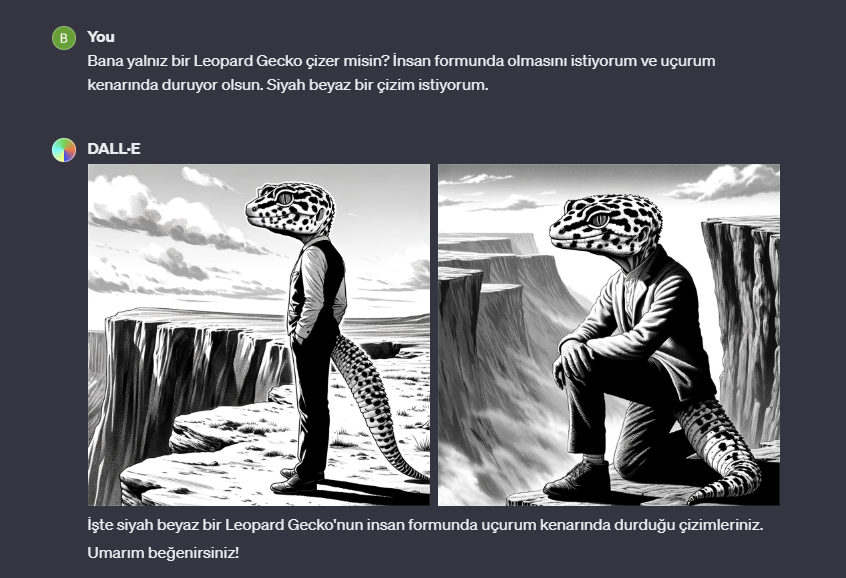 B
You
Bana yalnız bir Leopard Gecko çizer misin? İnsan formunda olmasını istiyorum ve uçurum
kenarında duruyor olsun. Siyah beyaz bir çizim istiyorum.
DALL·E
İşte siyah beyaz bir Leopard Gecko'nun insan formunda uçurum kenarında durduğu çizimleriniz.
Umarım beğenirsiniz!